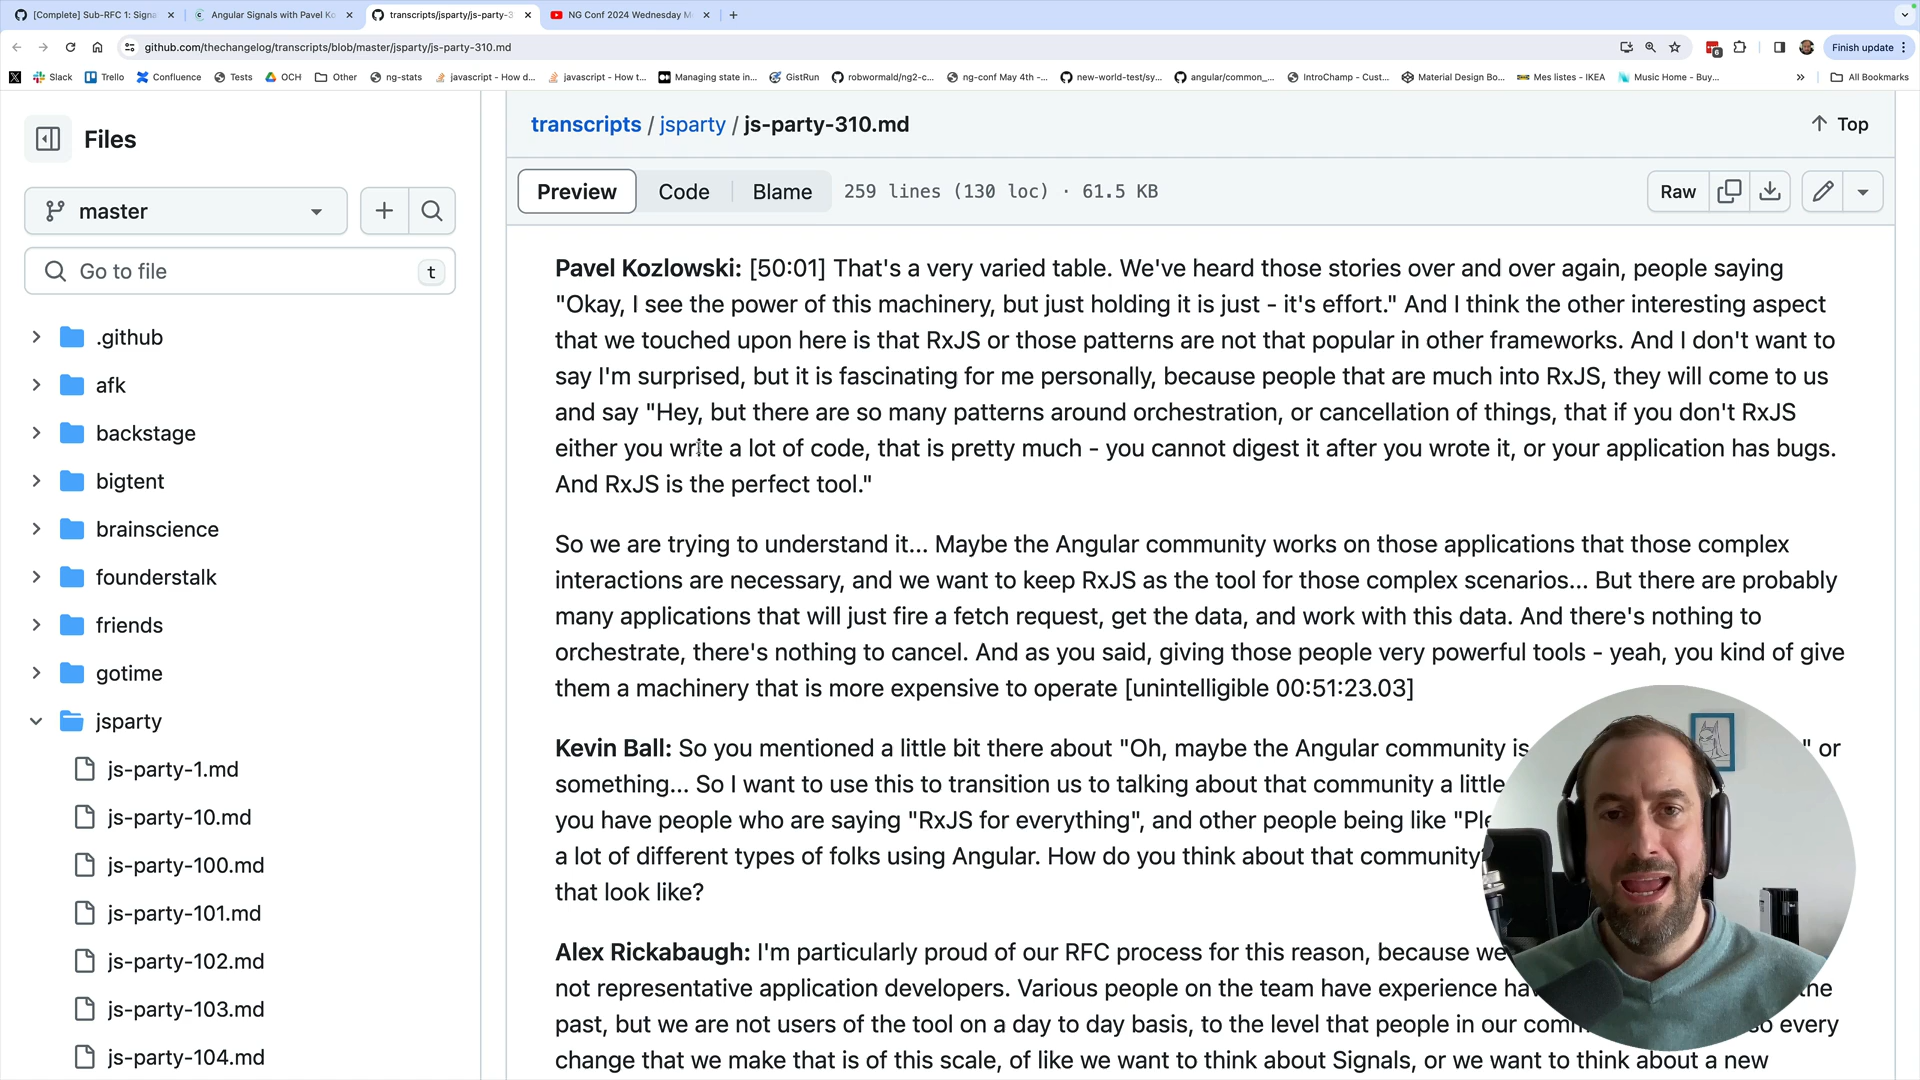 [Complete] Sub-RFC 1: Signa
Angular Signals with Pavel Ko
transcripts/jsparty/js-party-3
NG Conf 2024 Wednesday M
github.com/thechangelog/transcripts/blob/master/jsparty/js-party-310.md
Finish update
Slack
Trello
Confluence
Tests
OCH
Other
ng-stats
javascript - How d...
javascript - How t...
Managing state in...
GistRun
robwormald/ng2-c...
ng-conf May 4th -...
new-world-test/sy...
angular/common_...
IntroChamp - Cust...
Material Design Bo...
Mes listes - IKEA
Music Home - Buy...
All Bookmarks
Files
master
Go to file
t
.github
afk
backstage
bigtent
brainscience
founderstalk
friends
gotime
jsparty
js-party-1.md
js-party-10.md
js-party-100.md
js-party-101.md
js-party-102.md
js-party-103.md
js-party-104.md
transcripts / jsparty / js-party-310.md
Top
Preview
Code
Blame
259 lines (130 loc) · 61.5 KB
Raw
Pavel Kozlowski: [50:01] That's a very varied table. We've heard those stories over and over again, people saying
"Okay, I see the power of this machinery, but just holding it is just - it's effort." And I think the other interesting aspect
that we touched upon here is that RxJS or those patterns are not that popular in other frameworks. And I don't want to
say I'm surprised, but it is fascinating for me personally, because people that are much into RxJS, they will come to us
and say "Hey, but there are so many patterns around orchestration, or cancellation of things, that if you don't RxJS
either you write a lot of code, that is pretty much - you cannot digest it after you wrote it, or your application has bugs.
And RxJS is the perfect tool."
So we are trying to understand it... Maybe the Angular community works on those applications that those complex
interactions are necessary, and we want to keep RxJS as the tool for those complex scenarios... But there are probably
many applications that will just fire a fetch request, get the data, and work with this data. And there's nothing to
orchestrate, there's nothing to cancel. And as you said, giving those people very powerful tools - yeah, you kind of give
them a machinery that is more expensive to operate [unintelligible 00:51:23.03]
Kevin Ball: So you mentioned a little bit there about "Oh, maybe the Angular community is " or
something... So I want to use this to transition us to talking about that community a little
you have people who are saying "RxJS for everything", and other people being like "Ple
a lot of different types of folks using Angular. How do you think about that community
that look like?
Alex Rickabaugh: I'm particularly proud of our RFC process for this reason, because we
not representative application developers. Various people on the team have experience ha the
past, but we are not users of the tool on a day to day basis, to the level that people in our com so every
change that we make that is of this scale, of like we want to think about Signals, or we want to think about a new